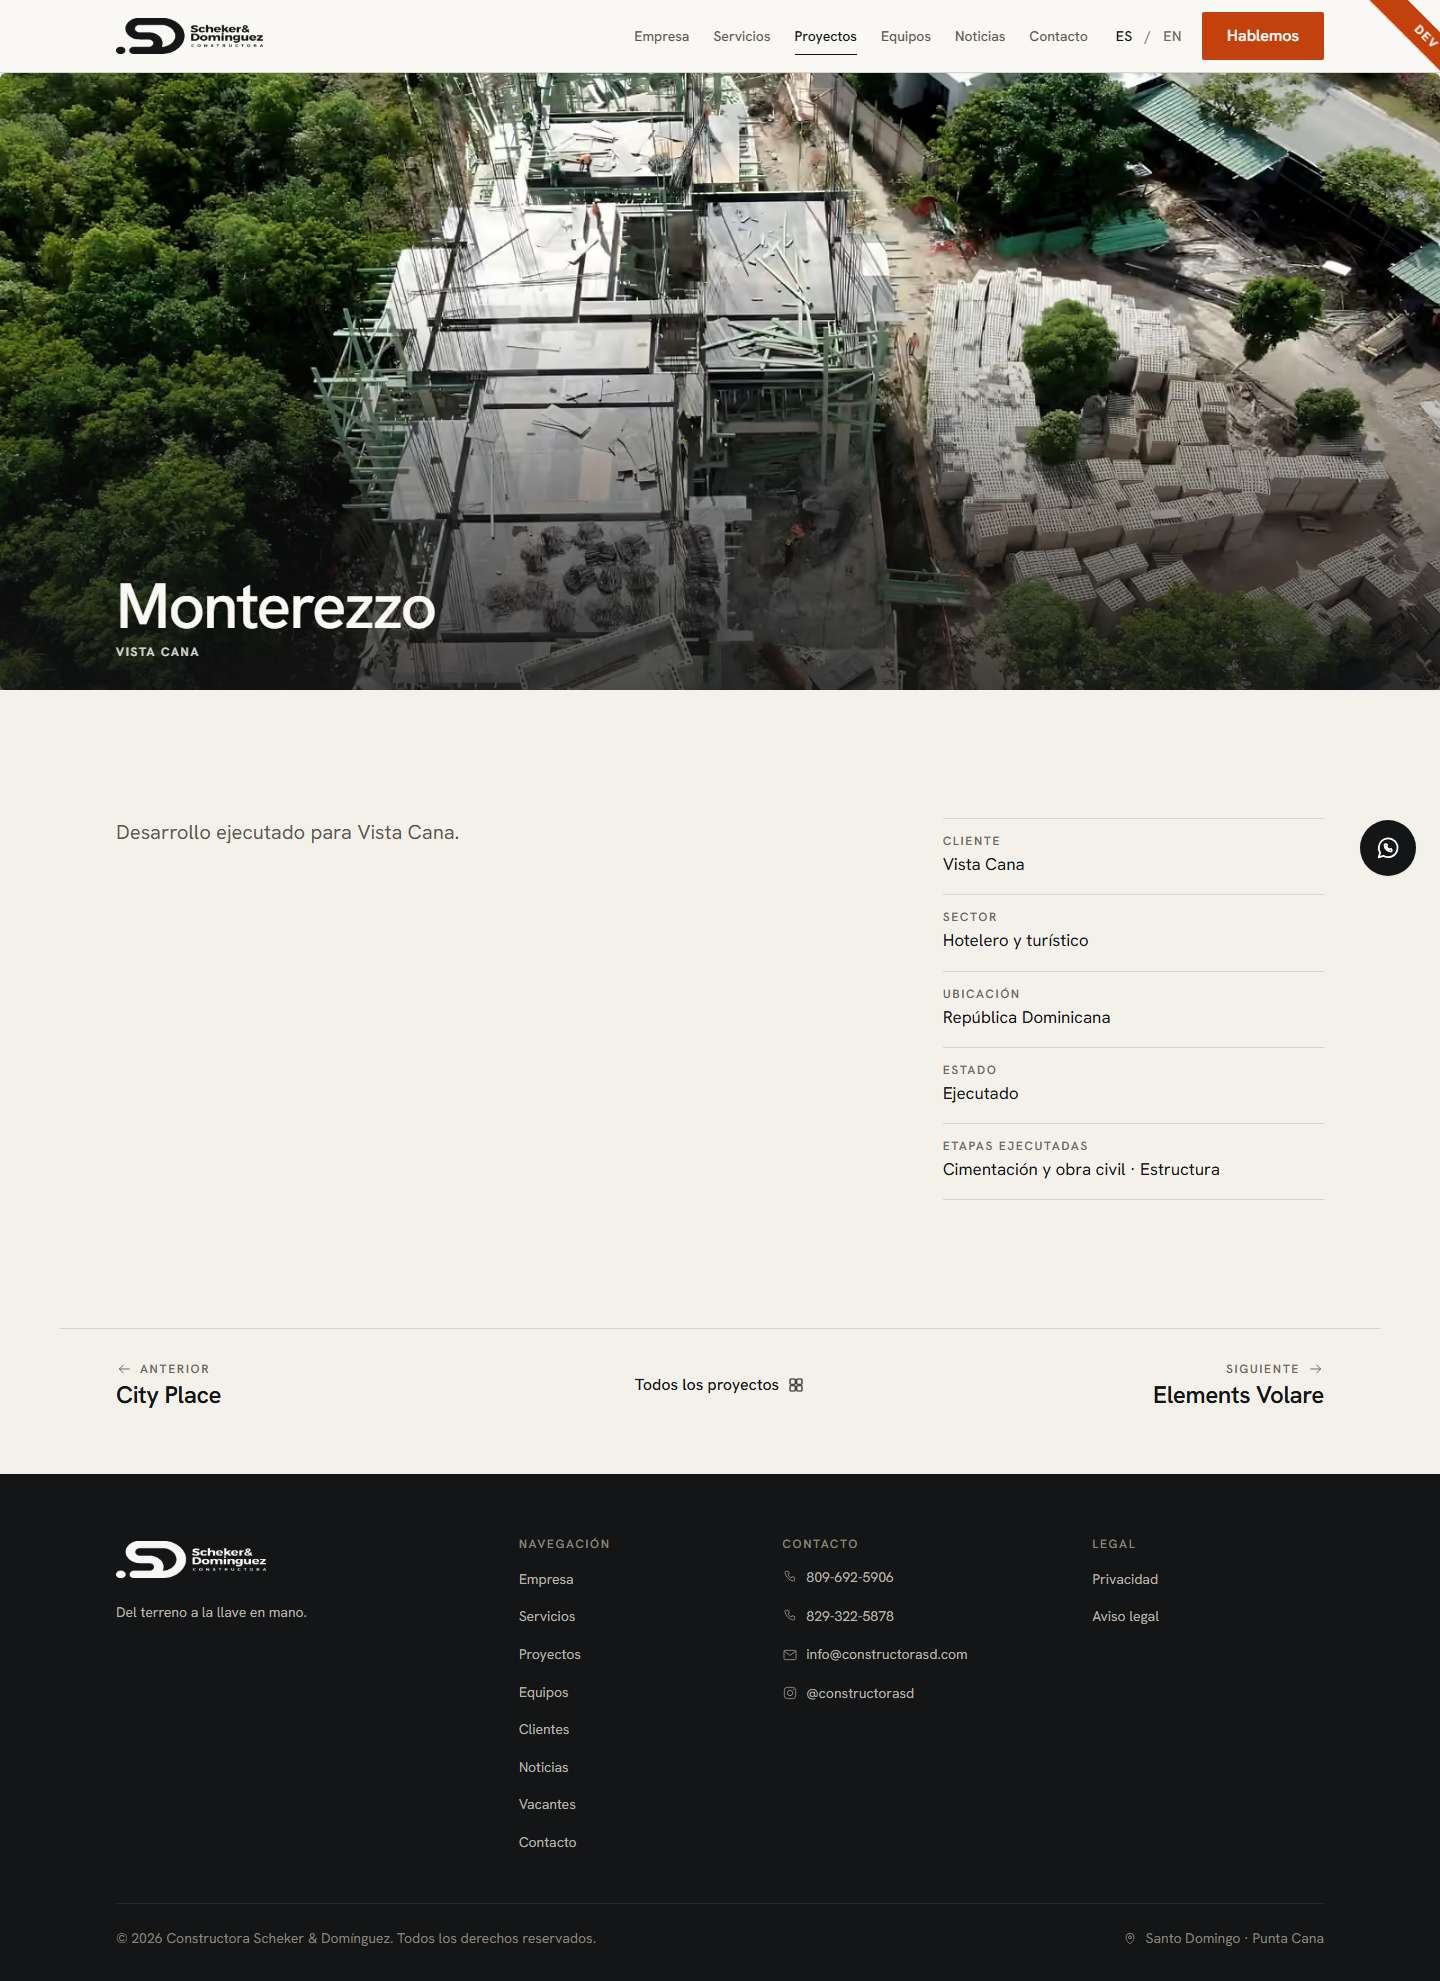 Scheker&
Domínguez
CONSTRUCTORA
Empresa
Servicios
Proyectos
Equipos
Noticias
Contacto
ES / EN
Hablemos
DEV
Monterezzo
VISTA CANA
Desarrollo ejecutado para Vista Cana.
CLIENTE
Vista Cana
SECTOR
Hotelero y turístico
UBICACIÓN
República Dominicana
ESTADO
Ejecutado
ETAPAS EJECUTADAS
Cimentación y obra civil · Estructura
← ANTERIOR
City Place
Todos los proyectos
SIGUIENTE →
Elements Volare
Scheker&
Domínguez
CONSTRUCTORA
Del terreno a la llave en mano.
NAVEGACIÓN
Empresa
Servicios
Proyectos
Equipos
Clientes
Noticias
Vacantes
Contacto
CONTACTO
809-692-5906
829-322-5878
info@constructorasd.com
@constructorasd
LEGAL
Privacidad
Aviso legal
© 2026 Constructora Scheker & Domínguez. Todos los derechos reservados.
Santo Domingo · Punta Cana